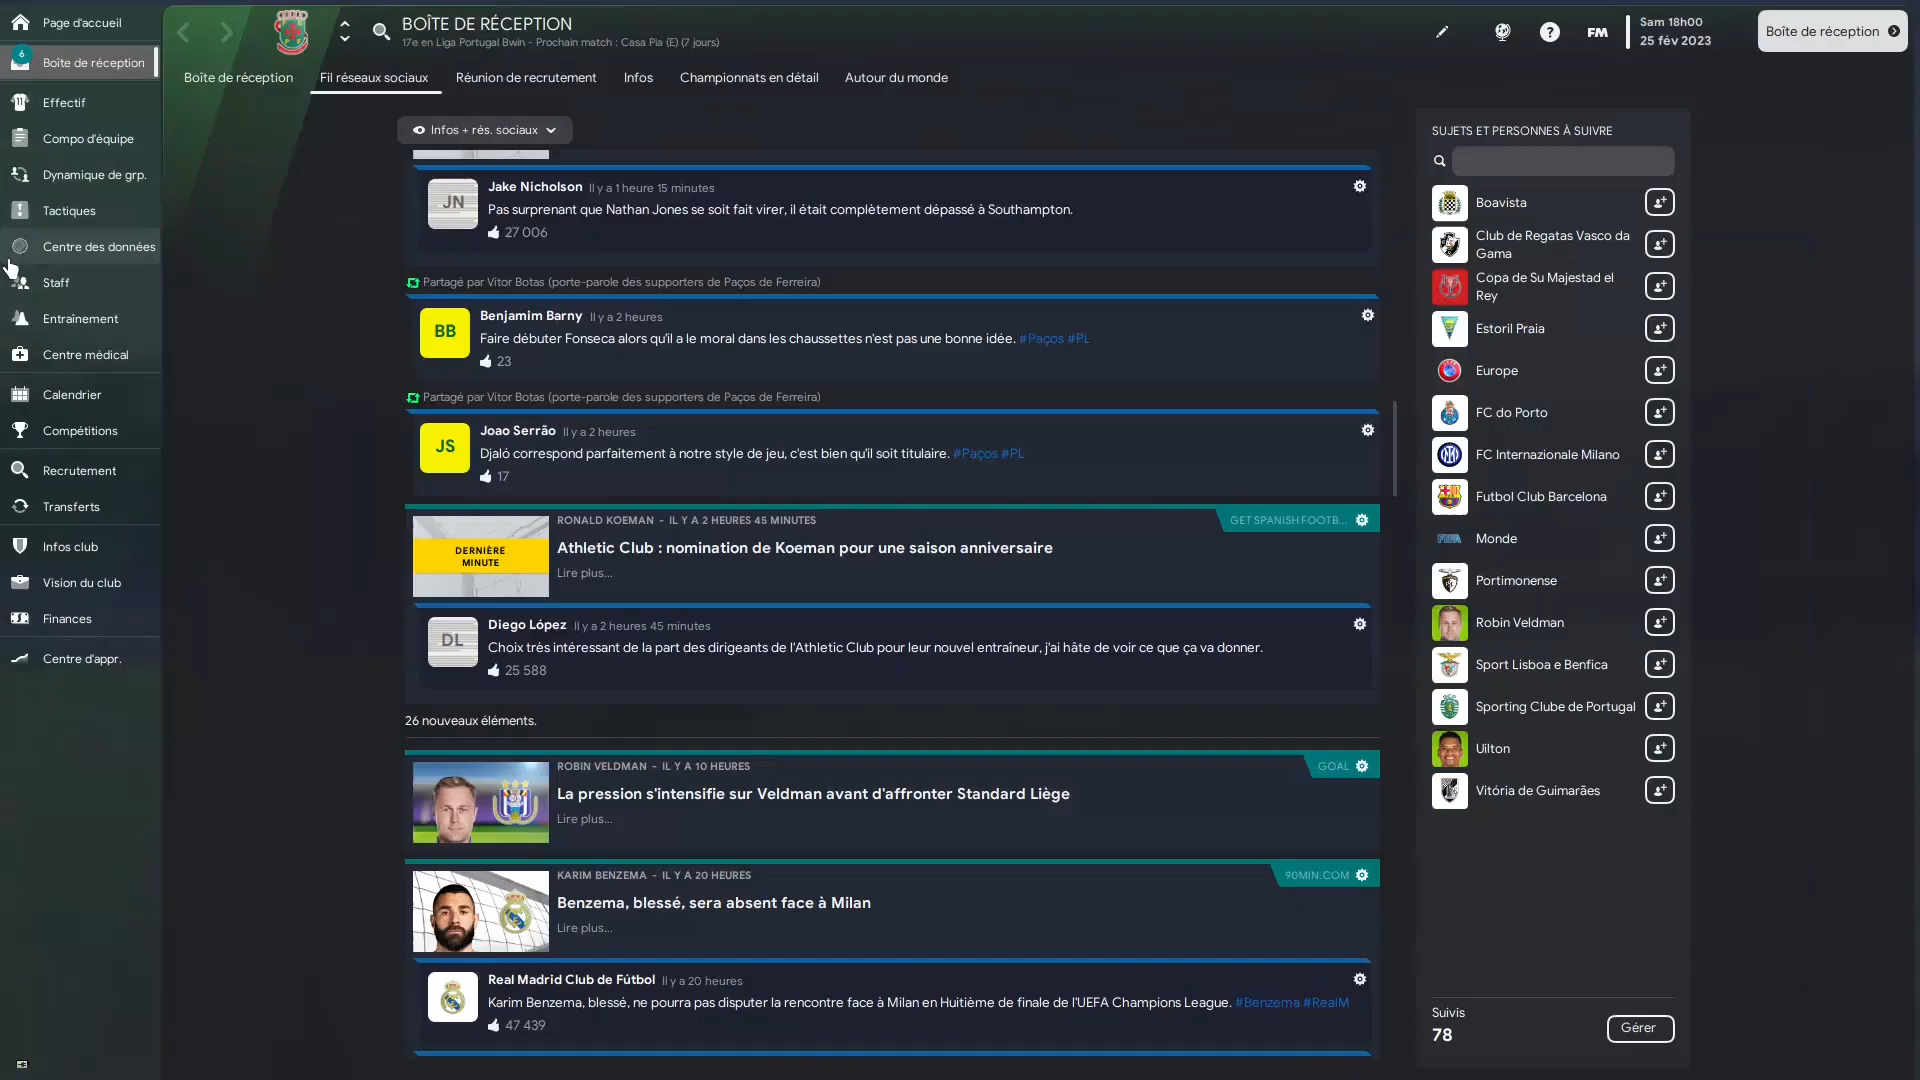 Page d'accueil
6
Boîte de réception
Effectif
Compo d'équipe
Dynamique de grp.
Tactiques
Centre des données
Staff
Entraînement
Centre médical
Calendrier
Compétitions
Recrutement
Transferts
Infos club
Vision du club
Finances
Centre d'appr.
BOÎTE DE RÉCEPTION
17e en Liga Portugal Bwin - Prochain match : Casa Pia (E) (7 jours)
FM
Sam 18h00
25 fév 2023
Boîte de réception
Boîte de réception
Fil réseaux sociaux
Réunion de recrutement
Infos
Championnats en détail
Autour du monde
Infos + rés. sociaux
JN
Jake Nicholson Il y a 1 heure 15 minutes
Pas surprenant que Nathan Jones se soit fait virer, il était complètement dépassé à Southampton.
27 006
Partagé par Vítor Botas (porte-parole des supporters de Paços de Ferreira)
BB
Benjamim Barny Il y a 2 heures
Faire débuter Fonseca alors qu'il a le moral dans les chaussettes n'est pas une bonne idée. #Paços #PL
23
Partagé par Vítor Botas (porte-parole des supporters de Paços de Ferreira)
JS
Joao Serrão Il y a 2 heures
Djaló correspond parfaitement à notre style de jeu, c'est bien qu'il soit titulaire. #Paços #PL
17
DERNIÈRE
MINUTE
RONALD KOEMAN - IL Y A 2 HEURES 45 MINUTES
GET SPANISH FOOTB...
Athletic Club : nomination de Koeman pour une saison anniversaire
Lire plus...
DL
Diego López Il y a 2 heures 45 minutes
Choix très intéressant de la part des dirigeants de l'Athletic Club pour leur nouvel entraîneur, j'ai hâte de voir ce que ça va donner.
25 588
26 nouveaux éléments.
ROBIN VELDMAN - IL Y A 10 HEURES
GOAL
La pression s'intensifie sur Veldman avant d'affronter Standard Liège
Lire plus...
KARIM BENZEMA - IL Y A 20 HEURES
90MIN.COM
Benzema, blessé, sera absent face à Milan
Lire plus...
Real Madrid Club de Fútbol Il y a 20 heures
Karim Benzema, blessé, ne pourra pas disputer la rencontre face à Milan en Huitième de finale de l'UEFA Champions League. #Benzema #RealM
47 439
SUJETS ET PERSONNES À SUIVRE
Boavista
Club de Regatas Vasco da
Gama
Copa de Su Majestad el
Rey
Estoril Praia
Europe
FC do Porto
FC Internazionale Milano
Futbol Club Barcelona
FIFA
Monde
Portimonense
Robin Veldman
Sport Lisboa e Benfica
Sporting Clube de Portugal
Uilton
Vitória de Guimarães
Suivis
78
Gérer